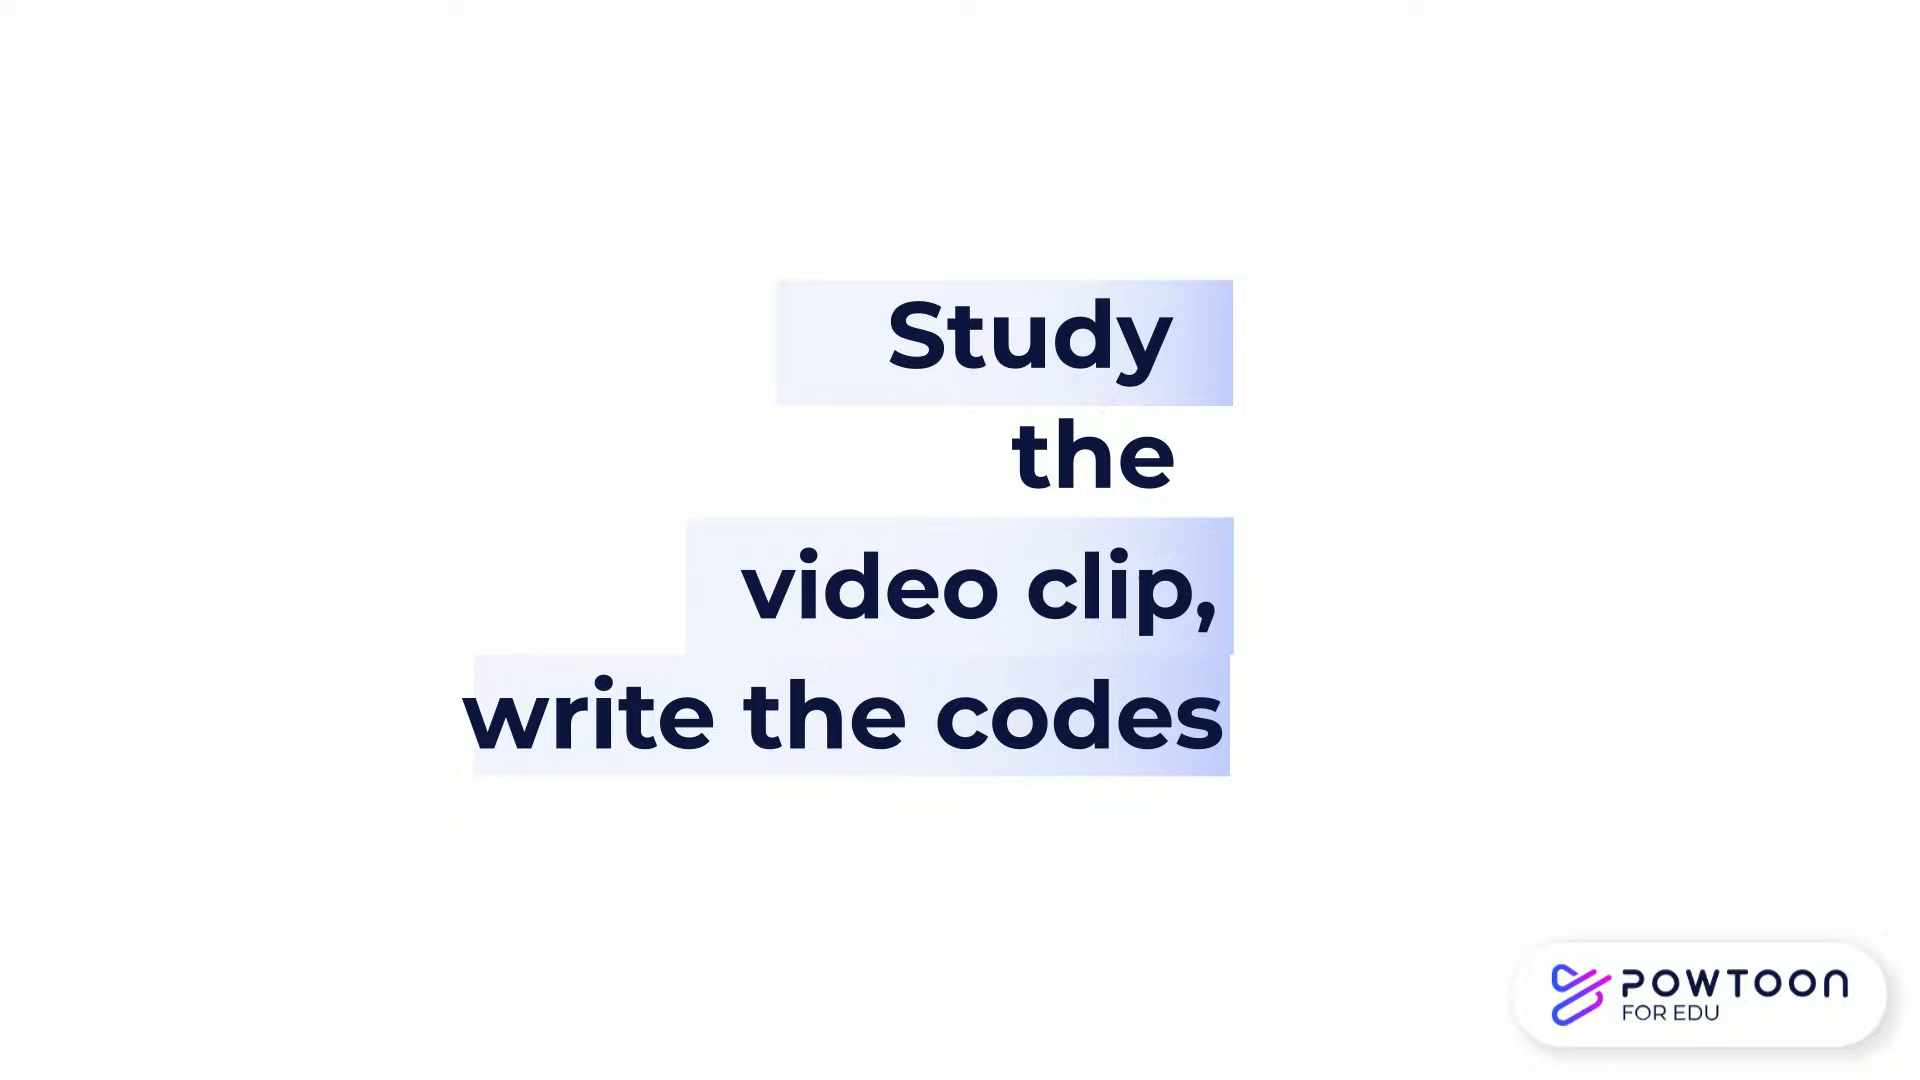 Study
the
video clip,
write the codes
POWTOON
FOR EDU